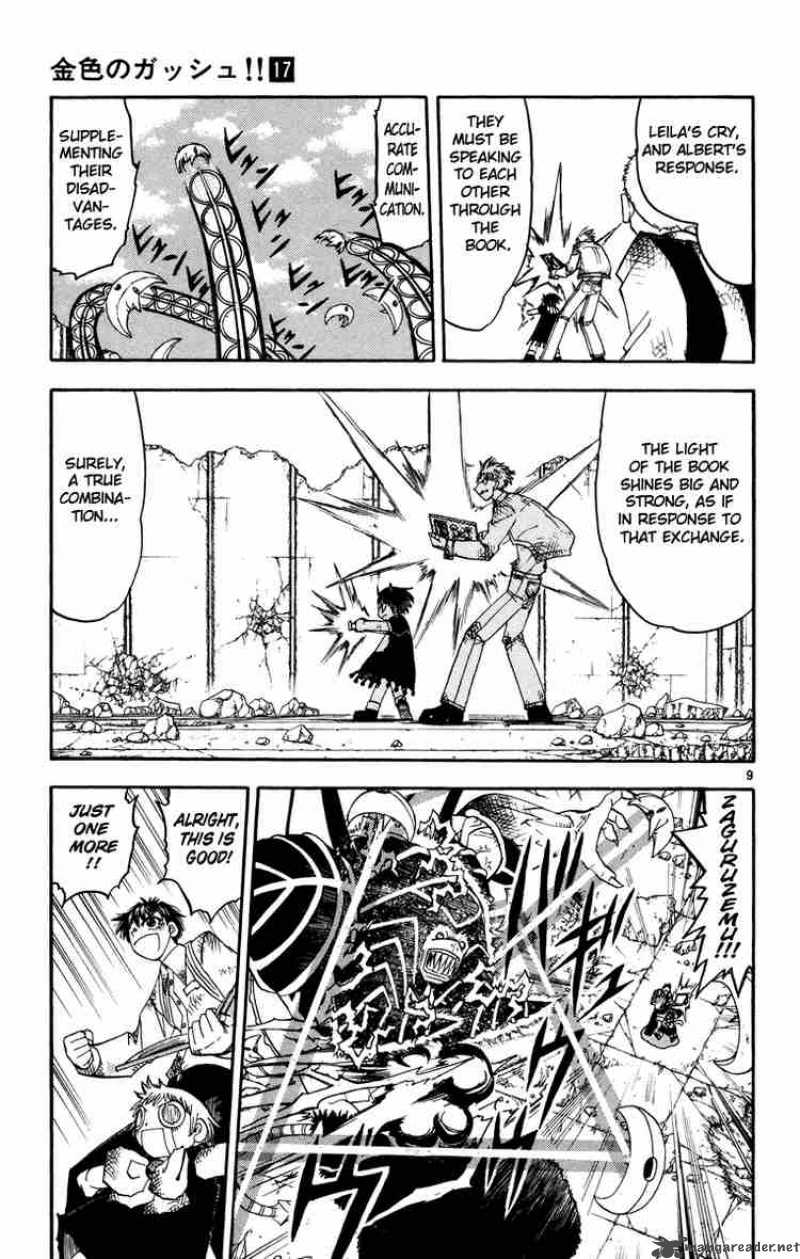 金色のガッシュ!! 17
LEILA'S CRY,
AND ALBERT'S
RESPONSE.
THEY
MUST BE
SPEAKING
TO EACH
OTHER
THROUGH
THE
BOOK.
ACCU-
RATE
COM-
MUNI-
CATION.
SUPPLE-
MENTING
THEIR
DISAD-
VAN-
TAGES.
THE LIGHT
OF THE BOOK
SHINES BIG AND
STRONG, AS IF
IN RESPONSE TO
THAT EXCHANGE.
SURELY,
A TRUE
COMBINA-
TION...
9
ZAGURUZEMU!!!
ALRIGHT,
THIS IS
GOOD!
JUST
ONE
MORE
!!
mangareader.net